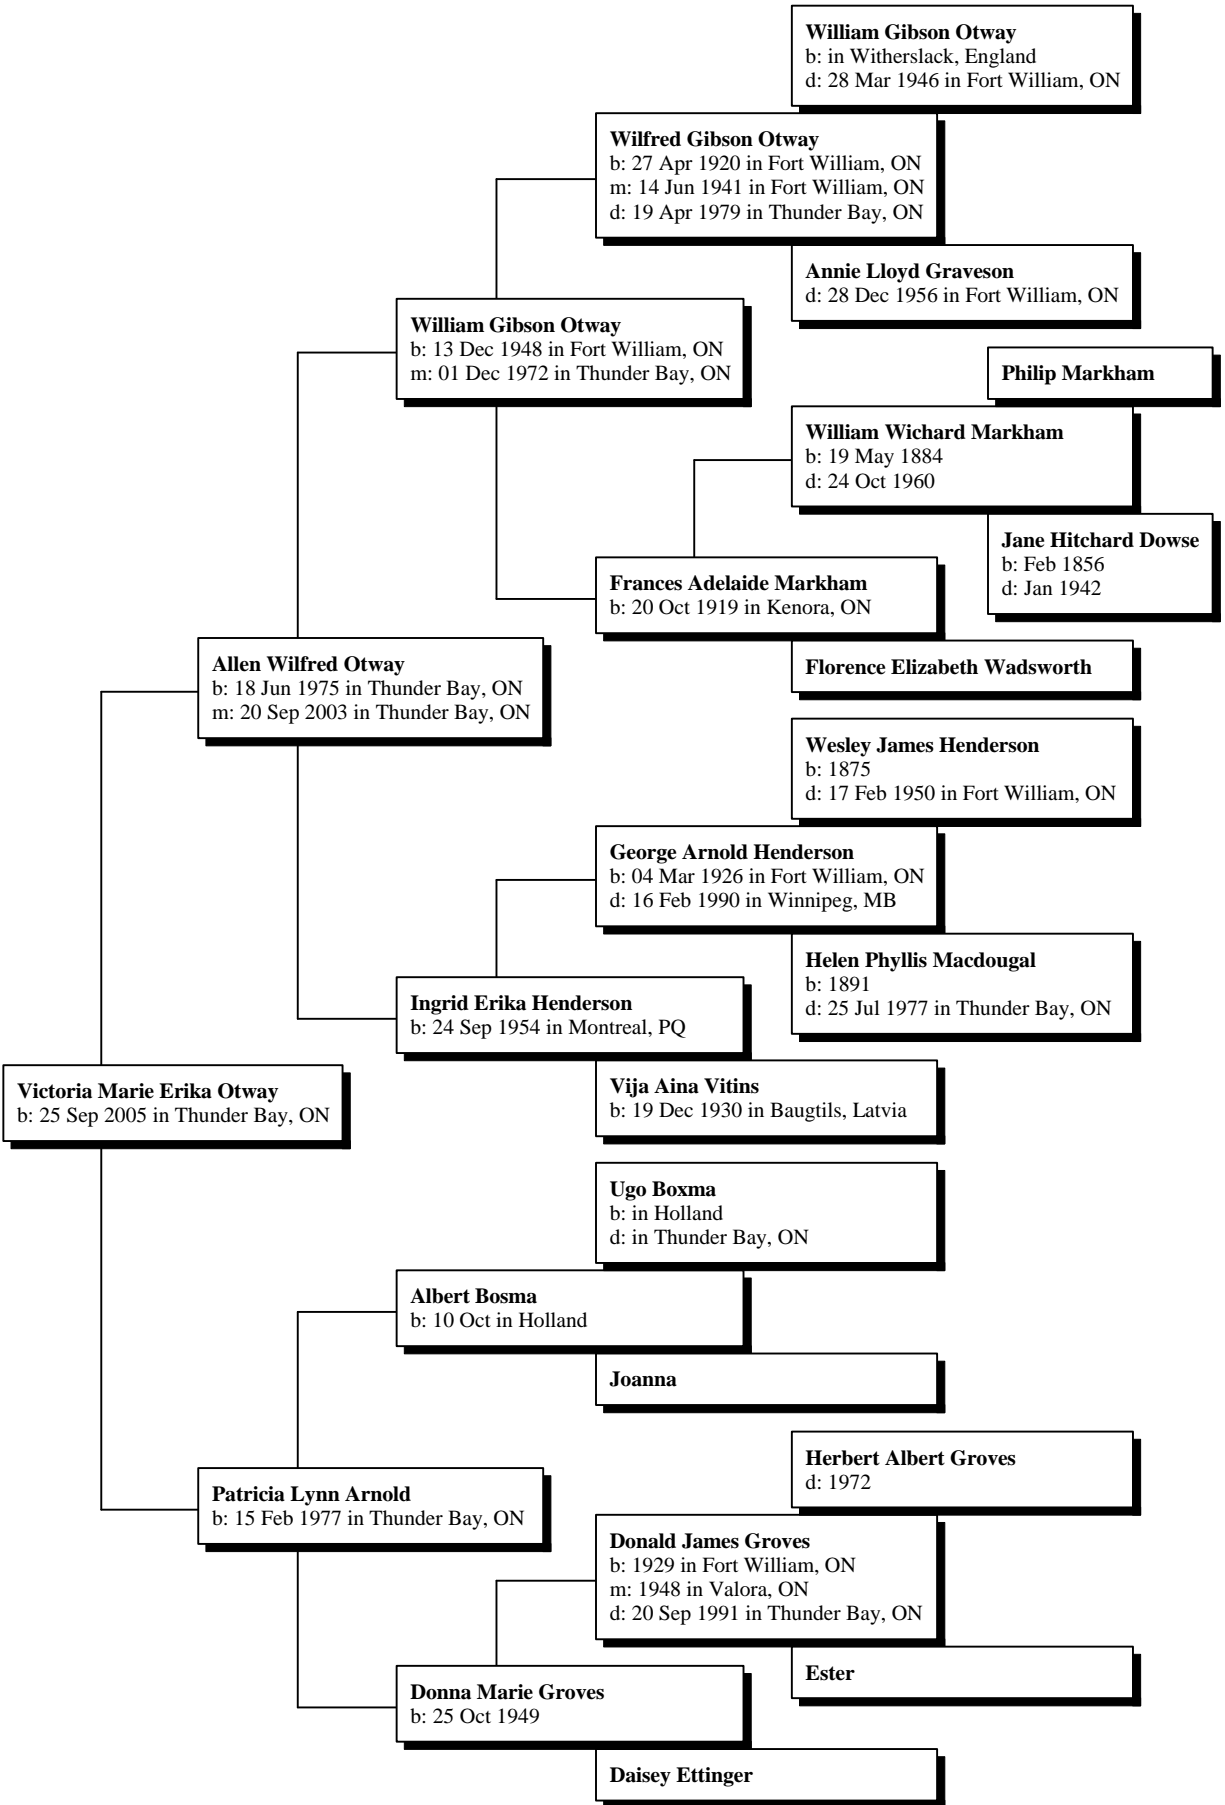 William Gibson Otway
b: in Witherslack, England
d: 28 Mar 1946 in Fort William, ON
Wilfred Gibson Otway
b: 27 Apr 1920 in Fort William, ON
m: 14 Jun 1941 in Fort William, ON
d: 19 Apr 1979 in Thunder Bay, ON
Annie Lloyd Graveson
d: 28 Dec 1956 in Fort William, ON
William Gibson Otway
b: 13 Dec 1948 in Fort William, ON
m: 01 Dec 1972 in Thunder Bay, ON
Philip Markham
William Wichard Markham
b: 19 May 1884
d: 24 Oct 1960
Jane Hitchard Dowse
b: Feb 1856
d: Jan 1942
Frances Adelaide Markham
b: 20 Oct 1919 in Kenora, ON
Florence Elizabeth Wadsworth
Allen Wilfred Otway
b: 18 Jun 1975 in Thunder Bay, ON
m: 20 Sep 2003 in Thunder Bay, ON
Wesley James Henderson
b: 1875
d: 17 Feb 1950 in Fort William, ON
George Arnold Henderson
b: 04 Mar 1926 in Fort William, ON
d: 16 Feb 1990 in Winnipeg, MB
Helen Phyllis Macdougal
b: 1891
d: 25 Jul 1977 in Thunder Bay, ON
Ingrid Erika Henderson
b: 24 Sep 1954 in Montreal, PQ
Vija Aina Vitins
b: 19 Dec 1930 in Baugtils, Latvia
Victoria Marie Erika Otway
b: 25 Sep 2005 in Thunder Bay, ON
Ugo Boxma
b: in Holland
d: in Thunder Bay, ON
Albert Bosma
b: 10 Oct in Holland
Joanna
Patricia Lynn Arnold
b: 15 Feb 1977 in Thunder Bay, ON
Herbert Albert Groves
d: 1972
Donald James Groves
b: 1929 in Fort William, ON
m: 1948 in Valora, ON
d: 20 Sep 1991 in Thunder Bay, ON
Ester
Donna Marie Groves
b: 25 Oct 1949
Daisey Ettinger